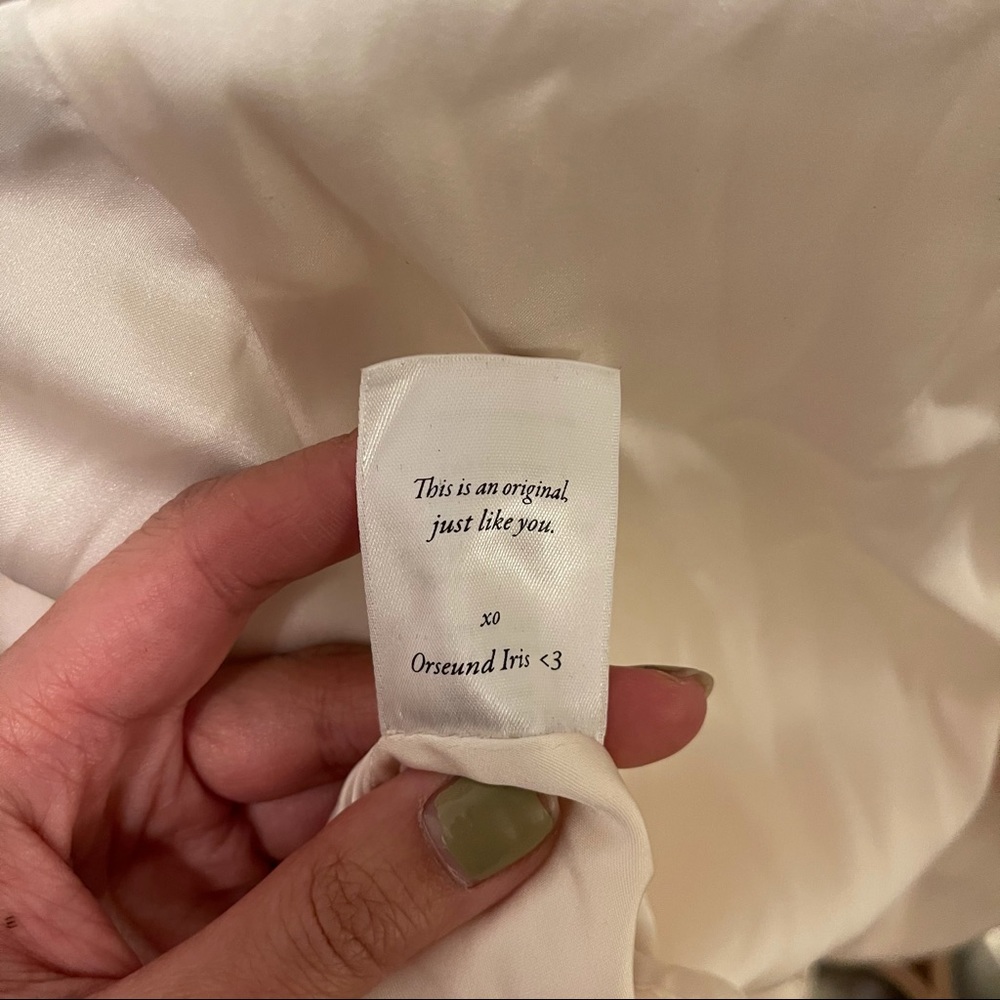 This is an original,
just like you.
xo
Orseund Iris <3